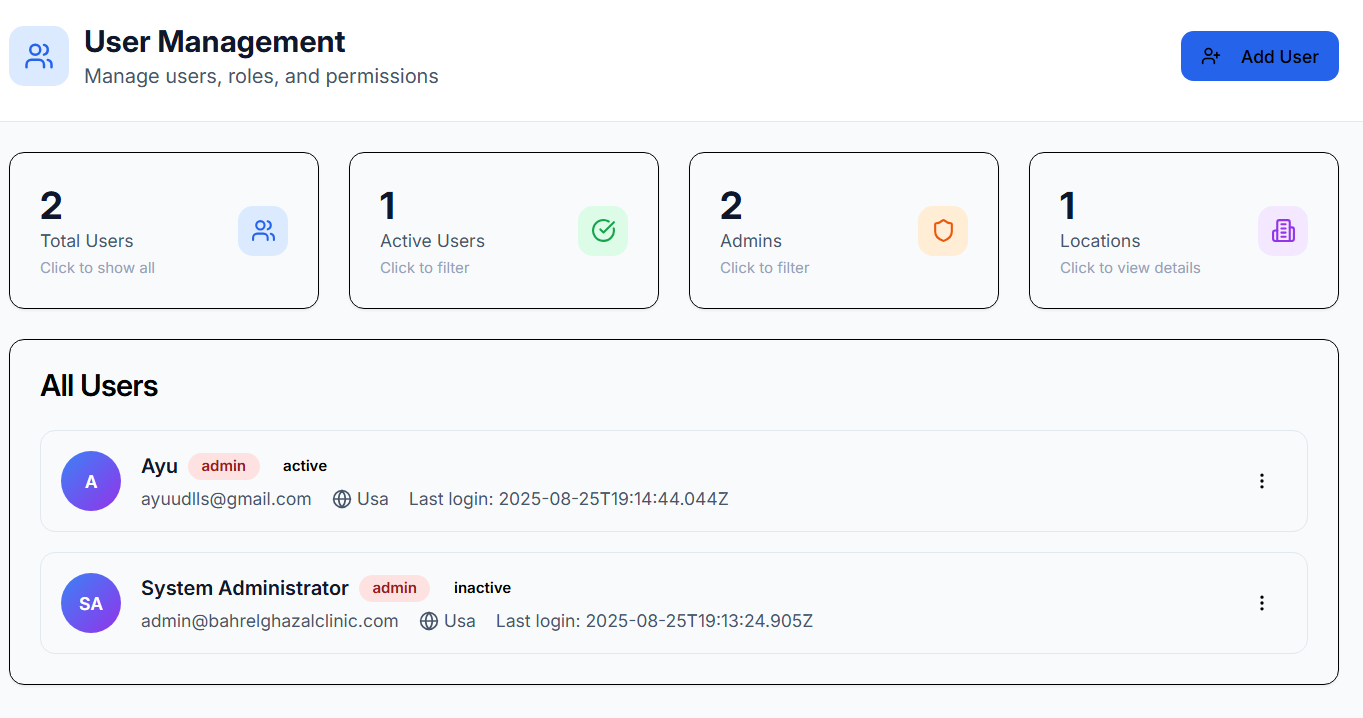 User Management
Manage users, roles, and permissions
Add User
2
Total Users
Click to show all
1
Active Users
Click to filter
2
Admins
Click to filter
1
Locations
Click to view details
All Users
A
Ayu admin active
ayuudlls@gmail.com Usa Last login: 2025-08-25T19:14:44.044Z
SA
System Administrator admin inactive
admin@bahrelghazalclinic.com Usa Last login: 2025-08-25T19:13:24.905Z